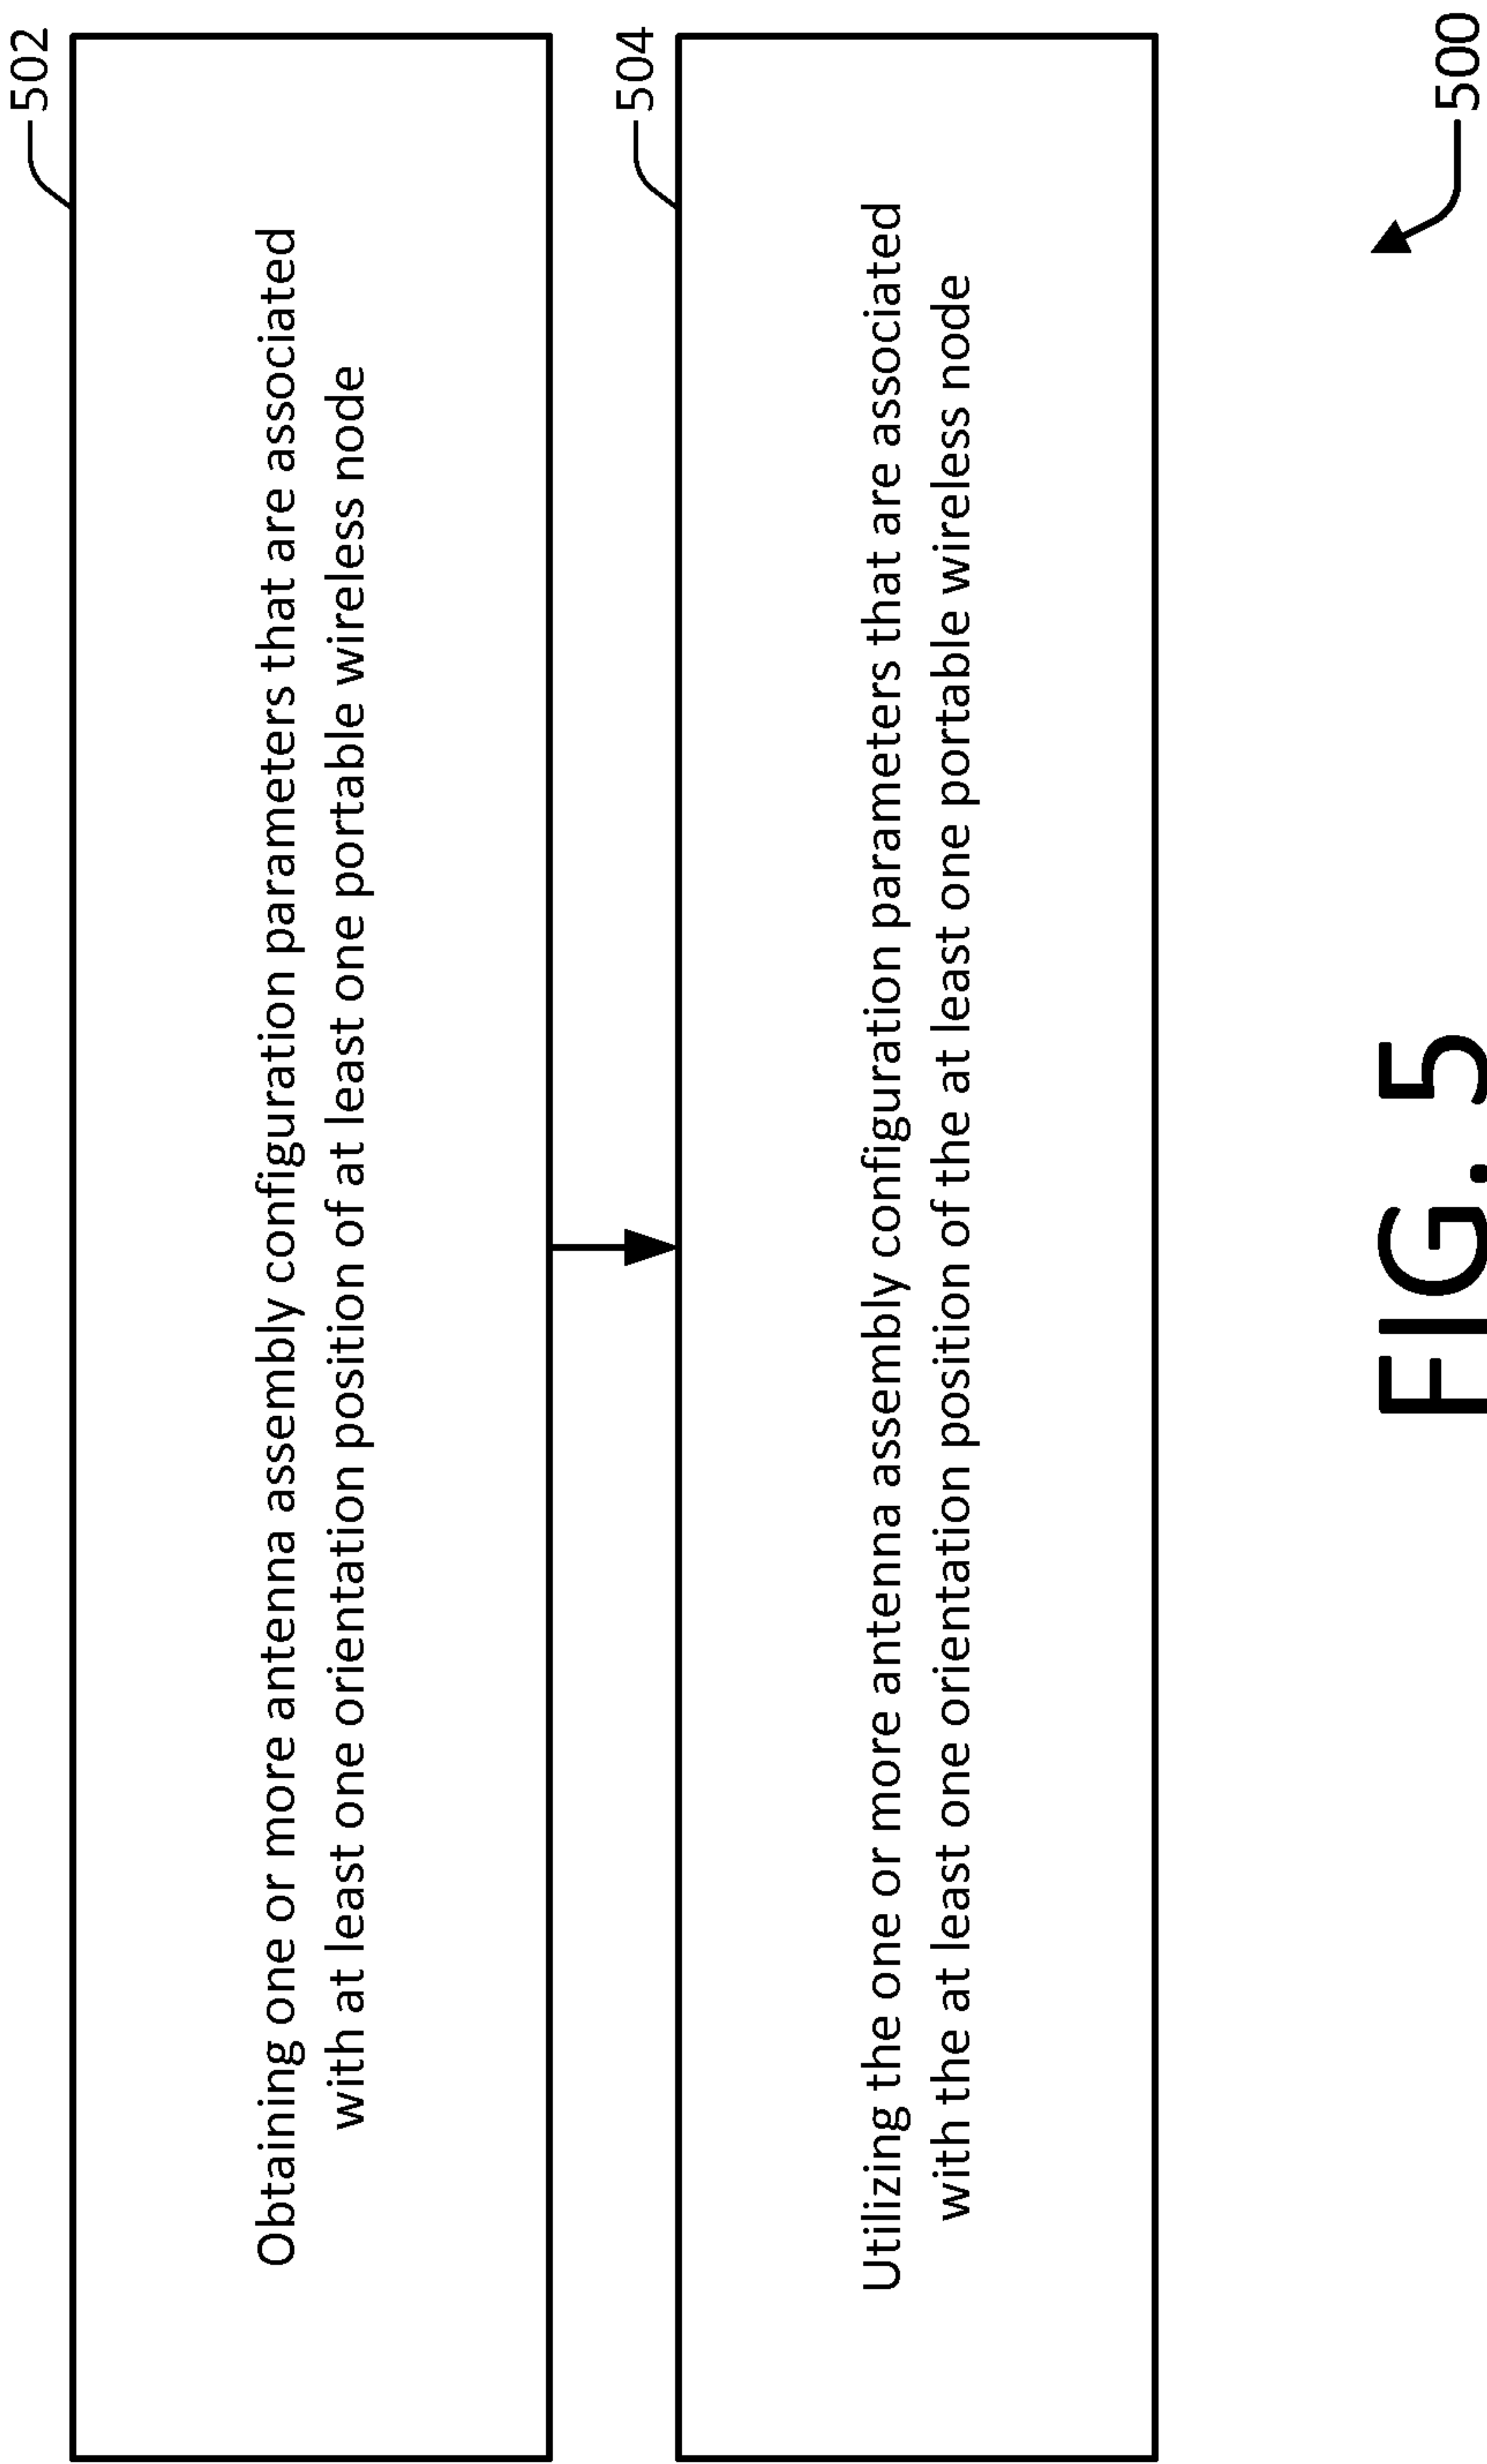 502
Obtaining one or more antenna assembly configuration parameters that are associated
with at least one orientation position of at least one portable wireless node
504
Utilizing the one or more antenna assembly configuration parameters that are associated
with the at least one orientation position of the at least one portable wireless node
500
FIG. 5